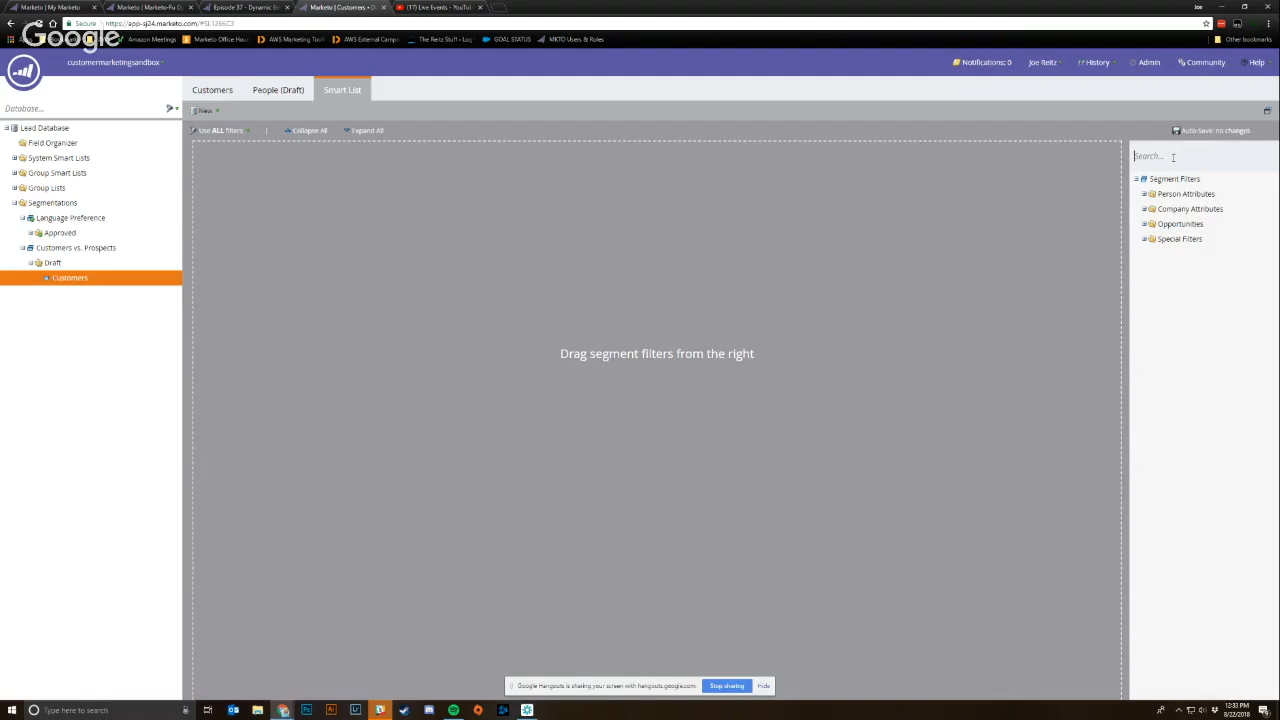 Marketo | My Marketo
Marketo | Marketo-Fu D
Episode 37 - Dynamic E
Marketo | Customers • D
(17) Live Events - YouTu
Joe
Secure
https://app-sj24.marketo.com/#SL1266C3
Google
Apps
Amazon Meetings
Marketo Office Hou
AWS Marketing Tool
AWS External Camp
The Reitz Stuff • Log
GOAL STATUS
MKTO Users & Roles
Other bookmarks
customermarketingsandbox
Notifications: 0
Joe Reitz
History
Admin
Community
Help
Customers
People (Draft)
Smart List
Database...
New
Use ALL filters
|
Collapse All
Expand All
Auto-Save: no changes
Lead Database
Field Organizer
System Smart Lists
Group Smart Lists
Group Lists
Segmentations
Language Preference
Approved
Customers vs. Prospects
Draft
Customers
Drag segment filters from the right
Search...
Segment Filters
Person Attributes
Company Attributes
Opportunities
Special Filters
Google Hangouts is sharing your screen with hangouts.google.com.
Stop sharing
Hide
Type here to search
12:33 PM
8/22/2018